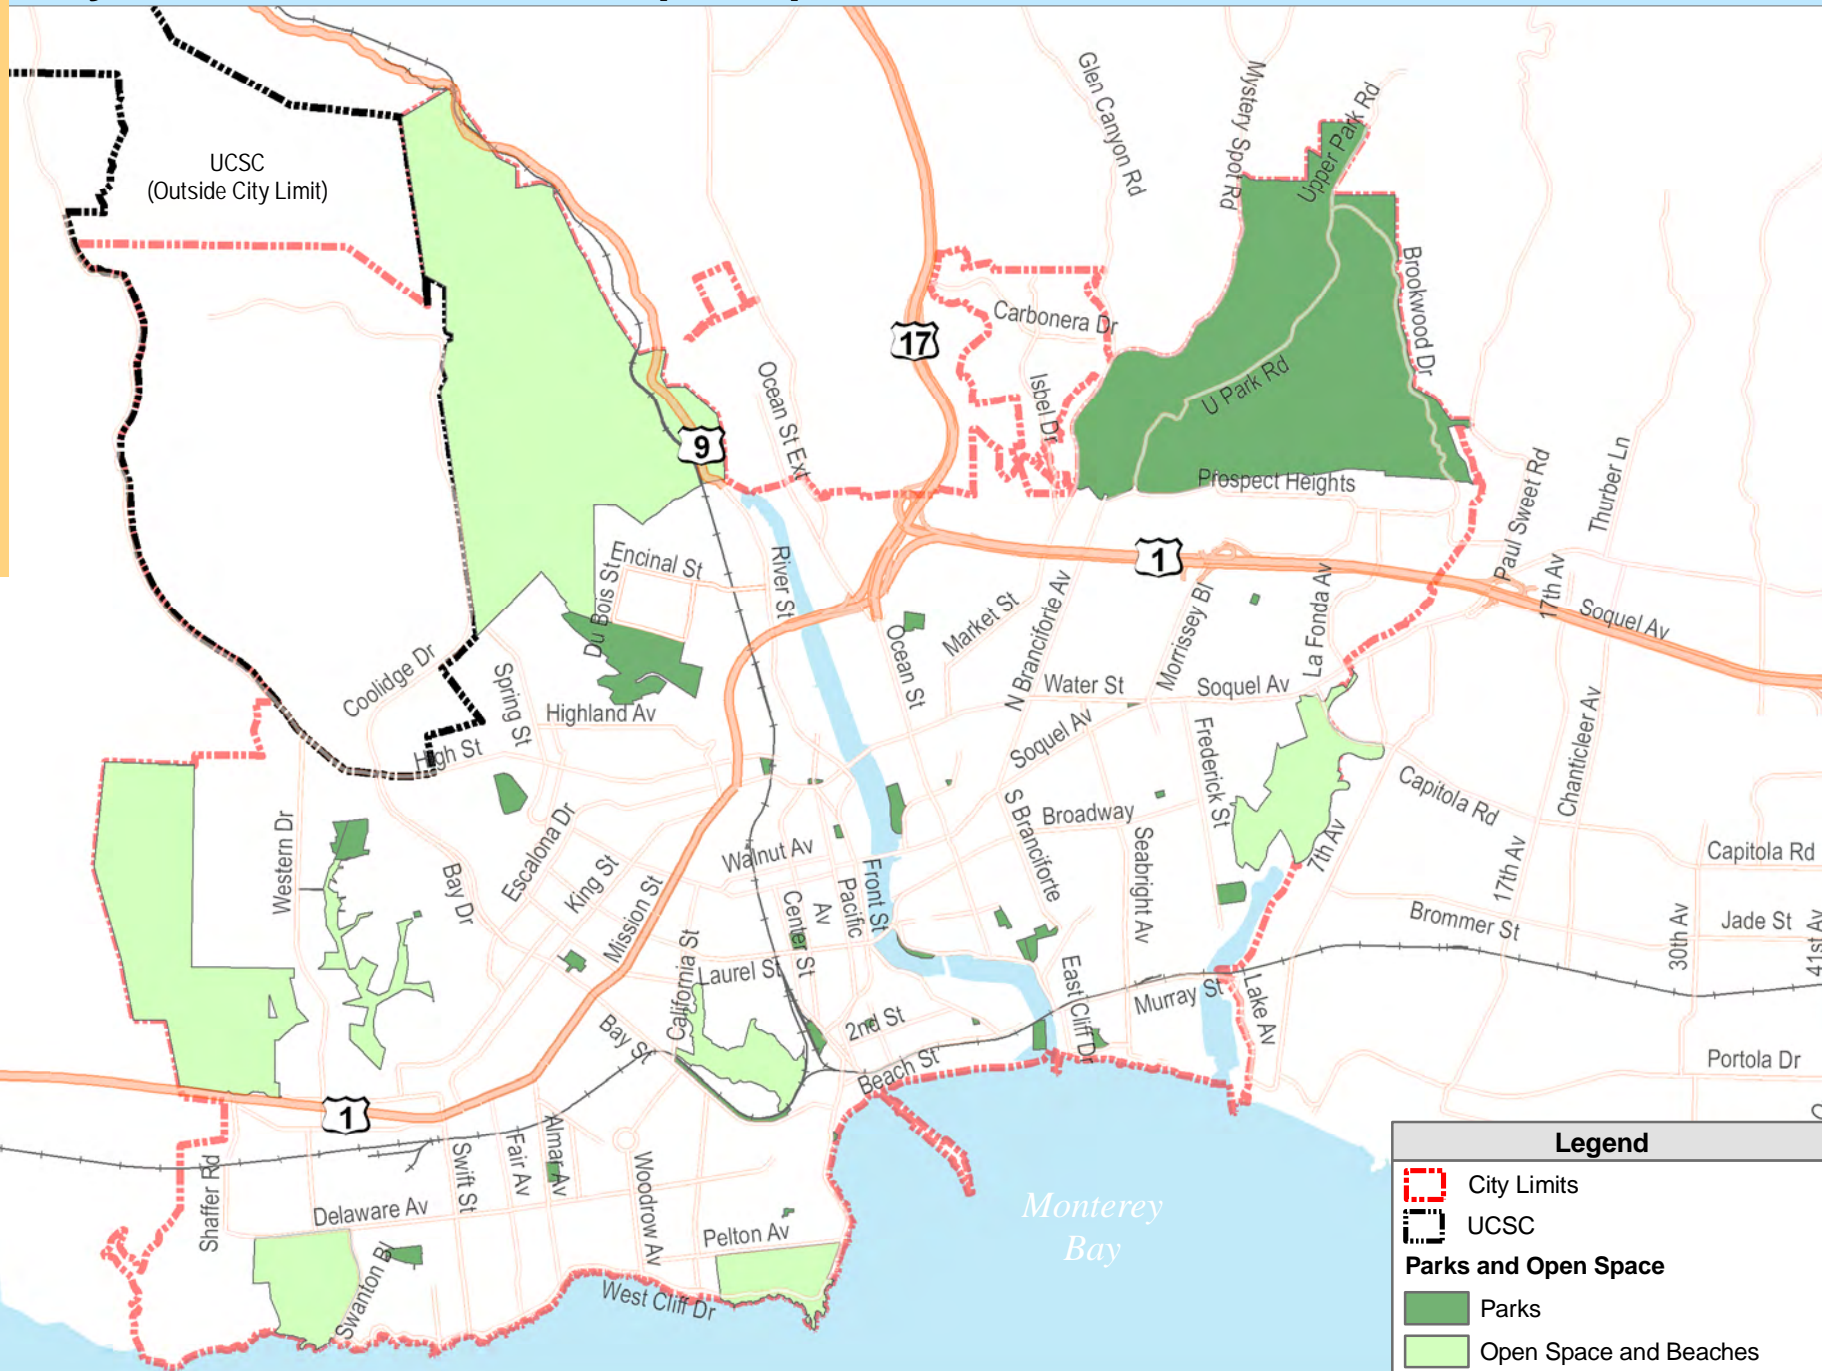 UCSC
(Outside City Limit)
Glen Canyon Rd
Mystery Spot Rd
Upper Park Rd
Brookwood Dr
Carbonera Dr
17
Isbel Dr
U Park Rd
Ocean St Ext
9
Prospect Heights
Paul Sweet Rd
Thurber Ln
1
Encinal St
River St
Du Bois St
Market St
N Branciforte Av
Morrissey Bl
La Fonda Av
17th Av
Soquel Av
Coolidge Dr
Spring St
Ocean St
Water St
Soquel Av
Highland Av
High St
Soquel Av
Frederick St
Chanticleer Av
Capitola Rd
Western Dr
Bay Dr
Escalona Dr
King St
Mission St
Walnut Av
S Branciforte
Broadway
Seabright Av
7th Av
17th Av
Capitola Rd
Center St
Av
Pacific
Front St
Brommer St
30th Av
Jade St
41st Av
California St
Laurel St
Bay St
2nd St
Beach St
East Cliff Dr
Murray St
Lake Av
Portola Dr
1
Shaffer Rd
Swift St
Fair Av
Almar Av
Woodrow Av
Delaware Av
Pelton Av
Swanton Bl
West Cliff Dr
Monterey
Bay
Legend
City Limits
UCSC
Parks and Open Space
Parks
Open Space and Beaches